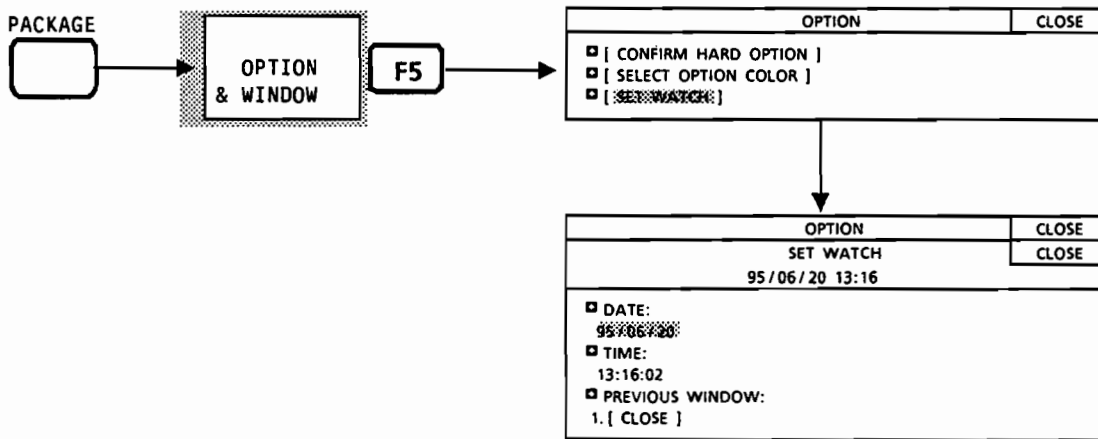 PACKAGE
OPTION
& WINDOW
F5
OPTION CLOSE
[ CONFIRM HARD OPTION ]
[ SELECT OPTION COLOR ]
[ SET WATCH ]
OPTION CLOSE
SET WATCH CLOSE
95/06/20 13:16
DATE:
95/06/20
TIME:
13:16:02
PREVIOUS WINDOW:
1. [ CLOSE ]